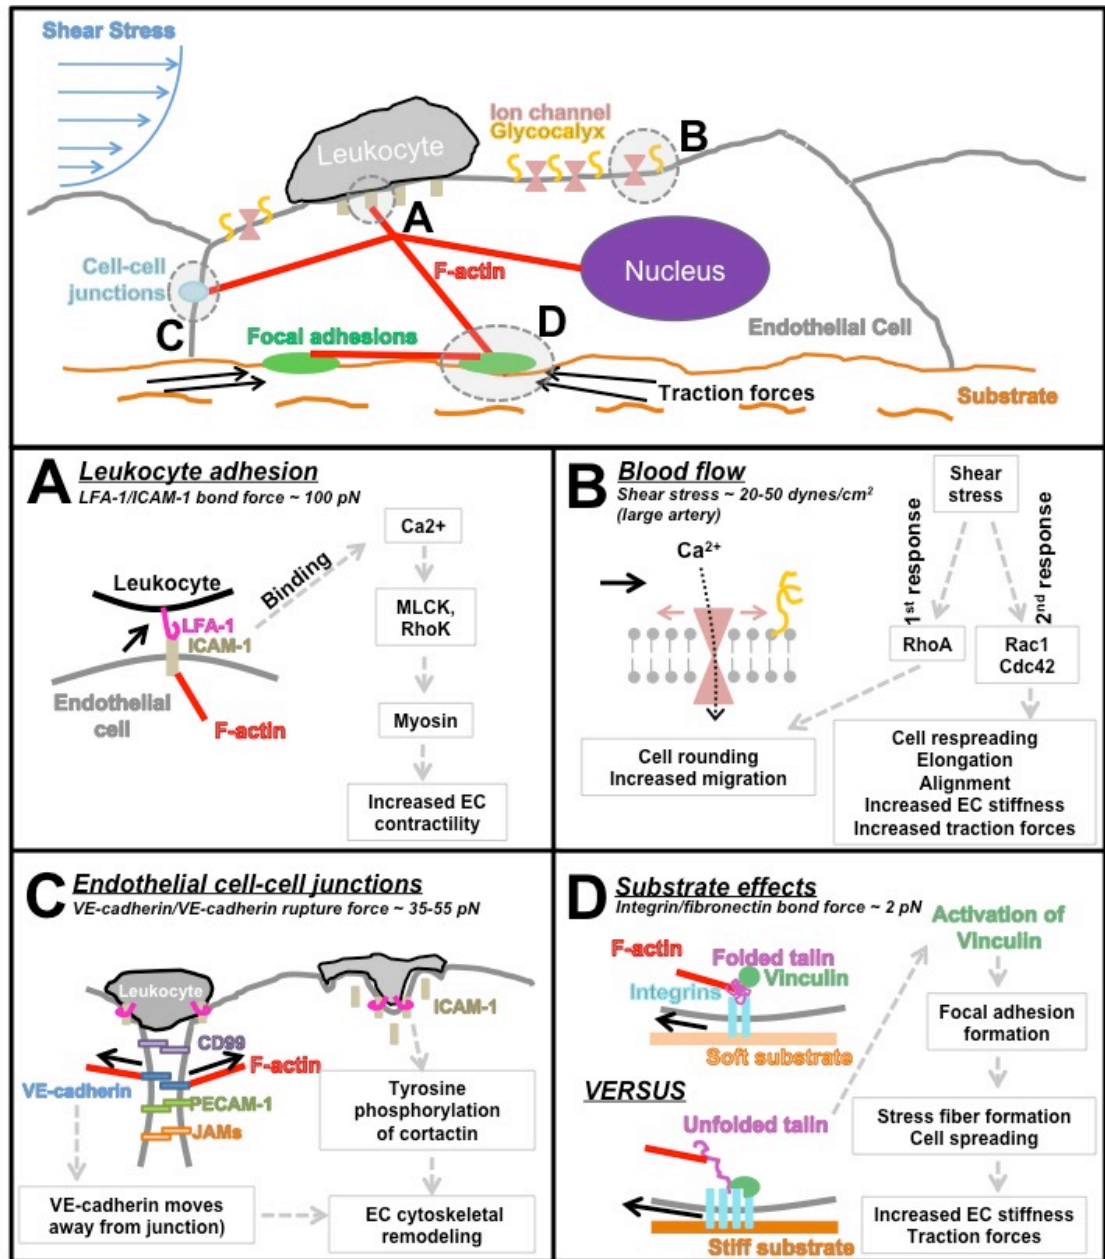 Shear Stress
Leukocyte
Ion channel
Glycocalyx
B
A
F-actin
Nucleus
Cell-cell
junctions
C
Focal adhesions
D
Endothelial Cell
Traction forces
Substrate
A Leukocyte adhesion
LFA-1/ICAM-1 bond force ~ 100 pN
Leukocyte
LFA-1
ICAM-1
Endothelial
cell
F-actin
Binding
Ca2+
MLCK,
RhoK
Myosin
Increased EC
contractility
B Blood flow
Shear stress ~ 20-50 dynes/cm²
(large artery)
Ca²⁺
Shear
stress
1st response
2nd response
RhoA
Rac1
Cdc42
Cell rounding
Increased migration
Cell respreading
Elongation
Alignment
Increased EC stiffness
Increased traction forces
C Endothelial cell-cell junctions
VE-cadherin/VE-cadherin rupture force ~ 35-55 pN
Leukocyte
ICAM-1
CD99
F-actin
VE-cadherin
PECAM-1
JAMs
Tyrosine
phosphorylation
of cortactin
VE-cadherin moves
away from junction)
EC cytoskeletal
remodeling
D Substrate effects
Integrin/fibronectin bond force ~ 2 pN
F-actin
Folded talin
Vinculin
Integrins
Soft substrate
VERSUS
Unfolded talin
Stiff substrate
Activation of
Vinculin
Focal adhesion
formation
Stress fiber formation
Cell spreading
Increased EC stiffness
Traction forces